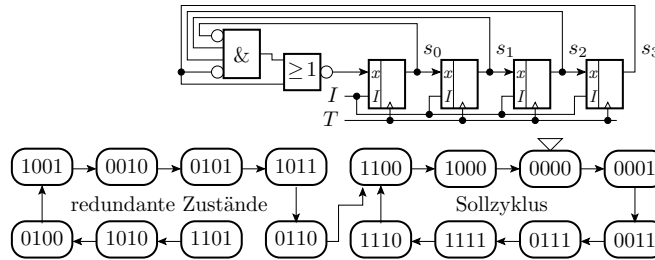 s0 s1 s2 s3
& ≥1 x x x x
I I I I I
T
1001 0010 0101 1011 1100 1000 0000 0001
redundante Zustände Sollzyklus
0100 1010 1101 0110 1110 1111 0111 0011